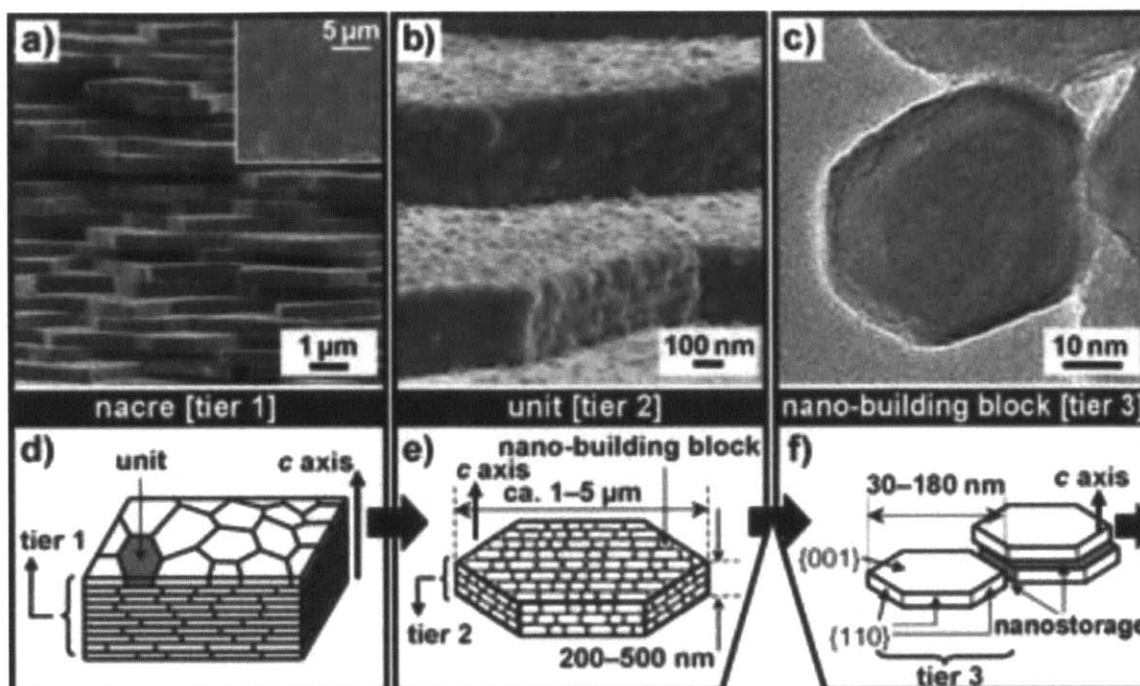 a)
5 µm
1 µm
nacre [tier 1]
b)
100 nm
unit [tier 2]
c)
10 nm
nano-building block [tier 3]
d)
unit
c axis
tier 1
e)
nano-building block
c axis
ca. 1–5 µm
tier 2
200–500 nm
f)
c axis
30–180 nm
{001}
{110}
nanostorage
tier 3